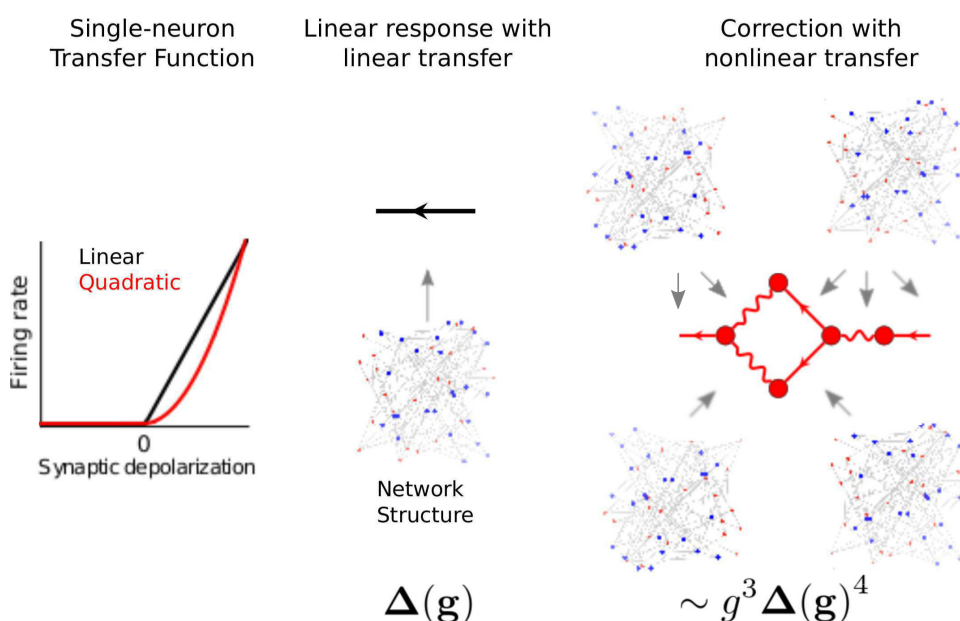 Single-neuron
Transfer Function
Linear response with
linear transfer
Correction with
nonlinear transfer
Firing rate
Linear
Quadratic
0
Synaptic depolarization
Network
Structure
Δ(g)
∼ g³Δ(g)⁴